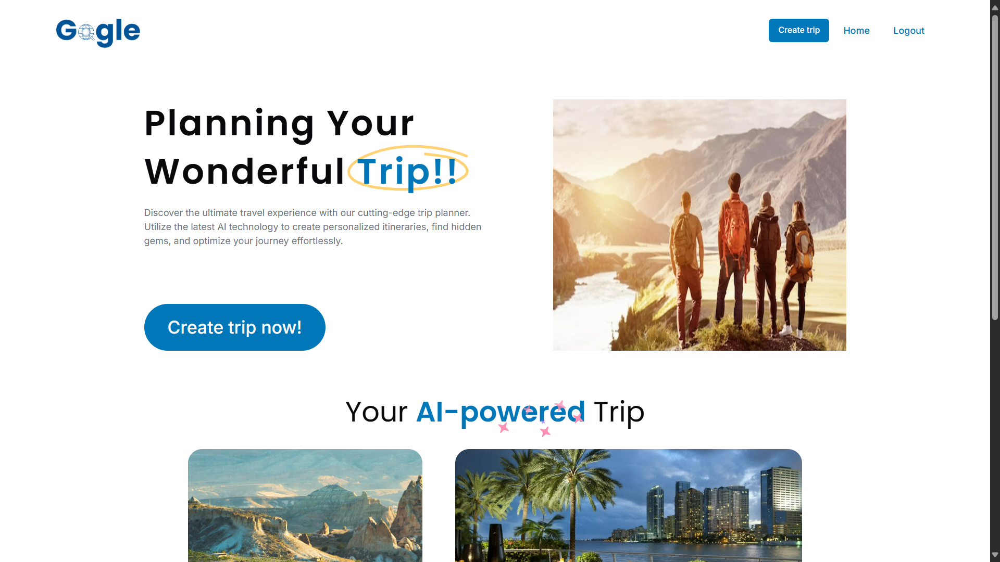 Gogle
Create trip
Home
Logout
Planning Your
Wonderful Trip!!
Discover the ultimate travel experience with our cutting-edge trip planner.
Utilize the latest AI technology to create personalized itineraries, find hidden
gems, and optimize your journey effortlessly.
Create trip now!
Your AI-powered Trip